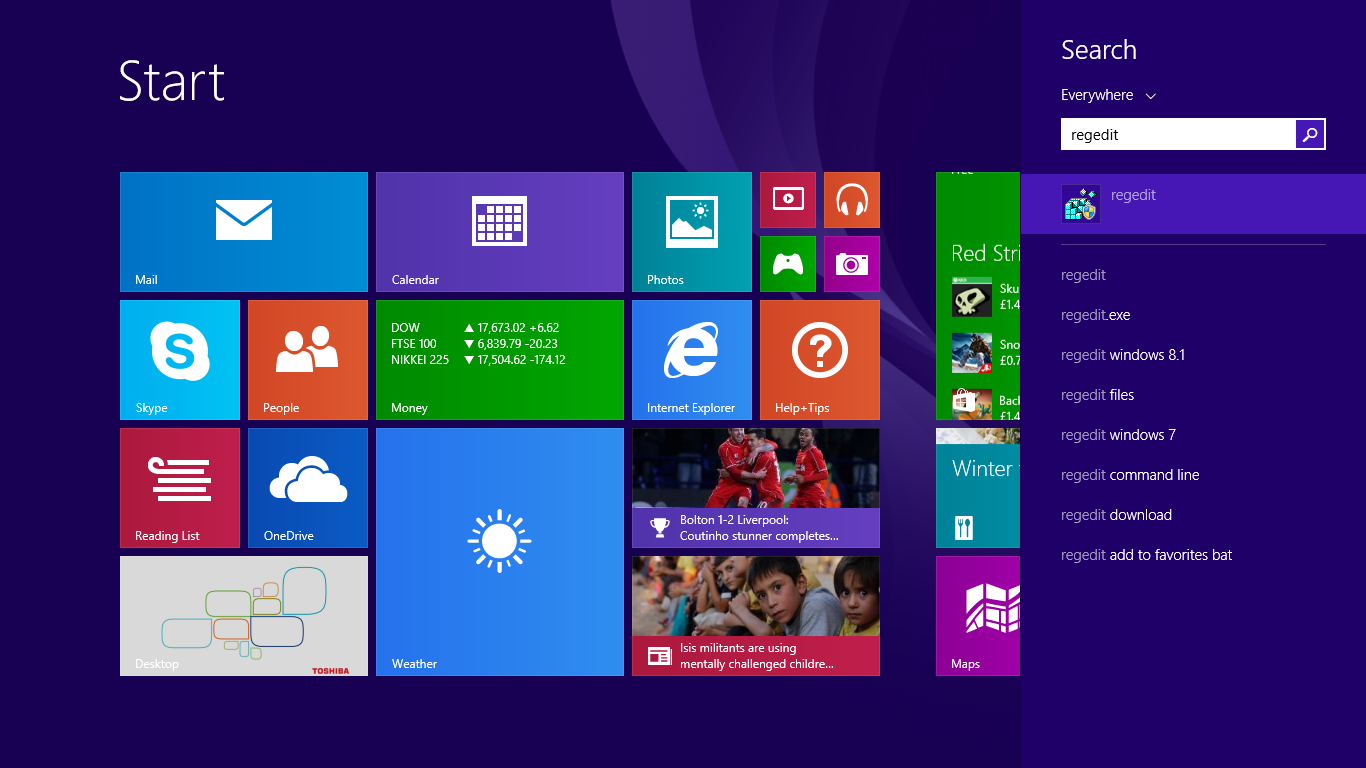 Start
Mail
Calendar
Photos
Skype
People
DOW ▲ 17,673.02 +6.62
FTSE 100 ▼ 6,839.79 -20.23
NIKKEI 225 ▼ 17,504.62 -174.12
Money
Internet Explorer
Help+Tips
Reading List
OneDrive
Desktop
TOSHIBA
Weather
Bolton 1-2 Liverpool:
Coutinho stunner completes...
Isis militants are using
mentally challenged childre...
Red Stri
Sku
£1.4
Sno
£0.7
Back
£1.4
Winter
Maps
Search
Everywhere
regedit
regedit
regedit
regedit.exe
regedit windows 8.1
regedit files
regedit windows 7
regedit command line
regedit download
regedit add to favorites bat